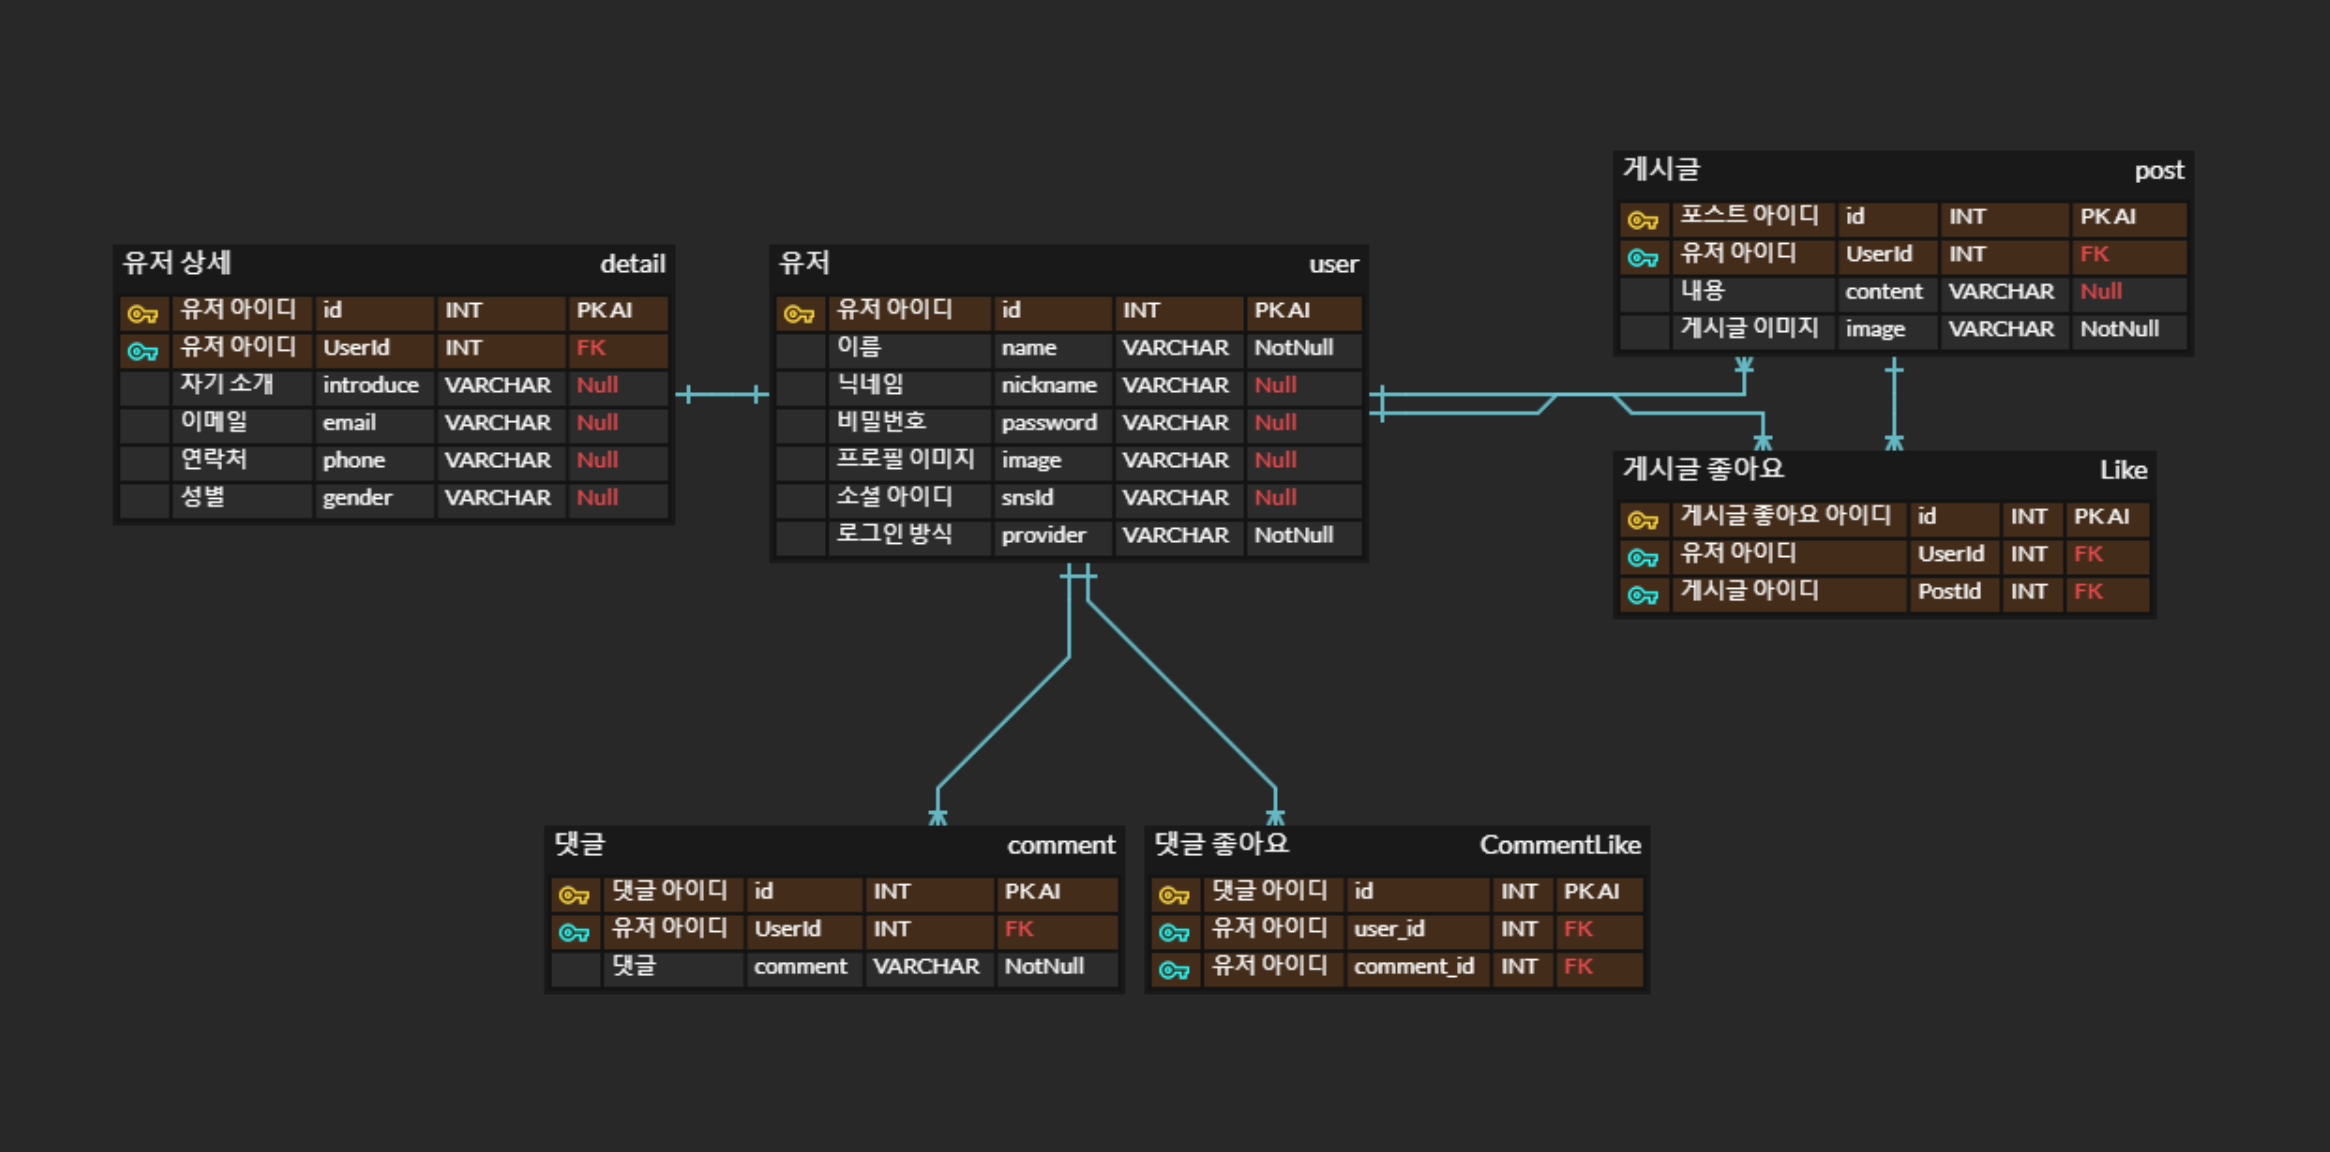 유저 상세 detail
유저 아이디 id INT PK AI
유저 아이디 UserId INT FK
자기 소개 introduce VARCHAR Null
이메일 email VARCHAR Null
연락처 phone VARCHAR Null
성별 gender VARCHAR Null
유저 user
유저 아이디 id INT PK AI
이름 name VARCHAR NotNull
닉네임 nickname VARCHAR Null
비밀번호 password VARCHAR Null
프로필 이미지 image VARCHAR Null
소셜 아이디 snsId VARCHAR Null
로그인 방식 provider VARCHAR NotNull
게시글 post
포스트 아이디 id INT PK AI
유저 아이디 UserId INT FK
내용 content VARCHAR Null
게시글 이미지 image VARCHAR NotNull
게시글 좋아요 Like
게시글 좋아요 아이디 id INT PK AI
유저 아이디 UserId INT FK
게시글 아이디 PostId INT FK
댓글 comment
댓글 아이디 id INT PK AI
유저 아이디 UserId INT FK
댓글 comment VARCHAR NotNull
댓글 좋아요 CommentLike
댓글 아이디 id INT PK AI
유저 아이디 user_id INT FK
유저 아이디 comment_id INT FK